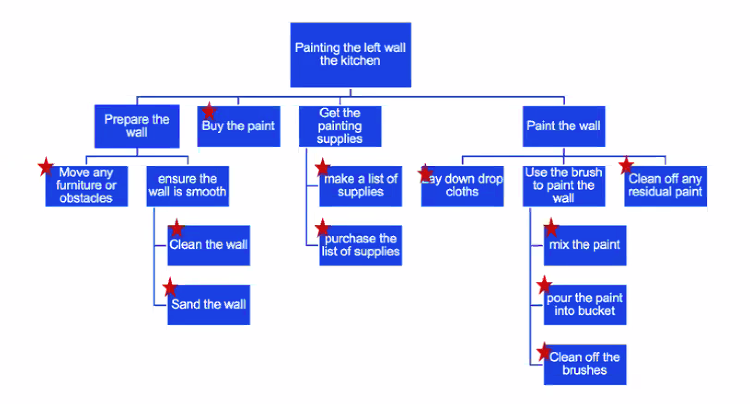 Painting the left wall
the kitchen
Prepare the
wall
Buy the paint
Get the
painting
supplies
Paint the wall
Move any
furniture or
obstacles
ensure the
wall is smooth
make a list of
supplies
Lay down drop
cloths
Use the brush
to paint the
wall
Clean off any
residual paint
Clean the wall
purchase the
list of supplies
mix the paint
Sand the wall
pour the paint
into bucket
Clean off the
brushes